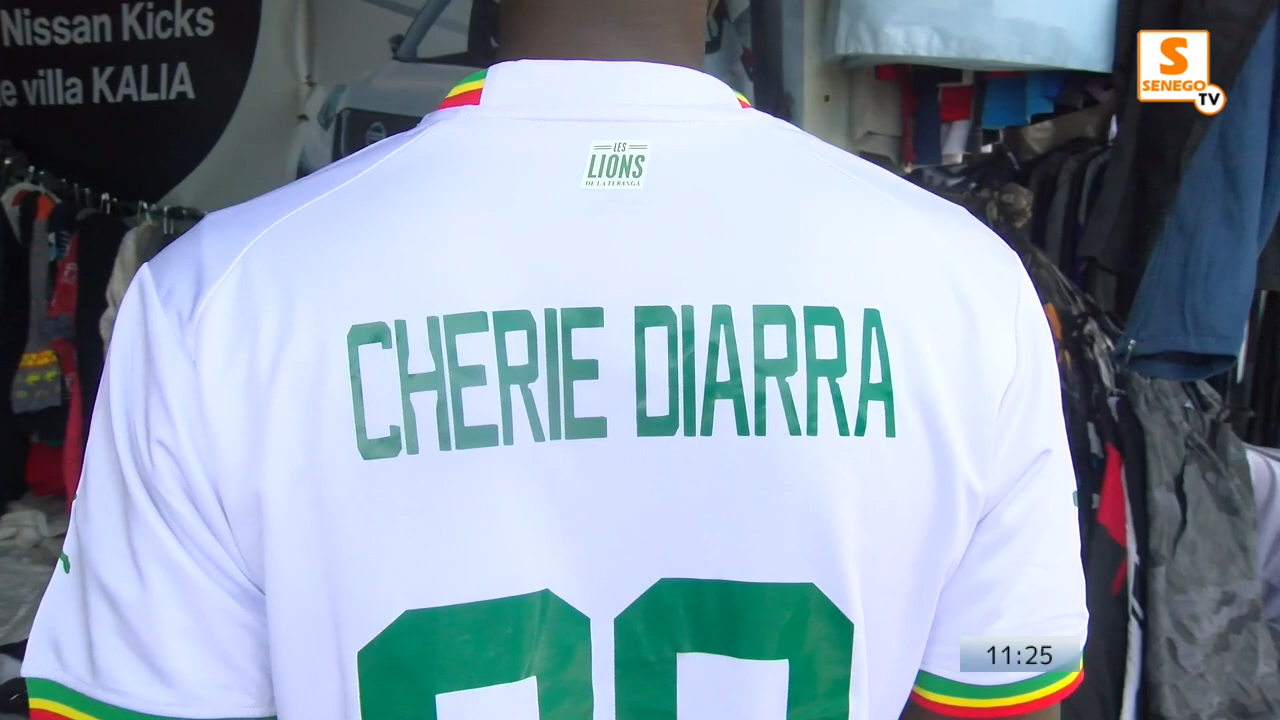 Nissan Kicks
e villa KALIA
S
SENEGO
TV
LES
LIONS
DE LA TERANGA
CHERIE DIARRA
11:25